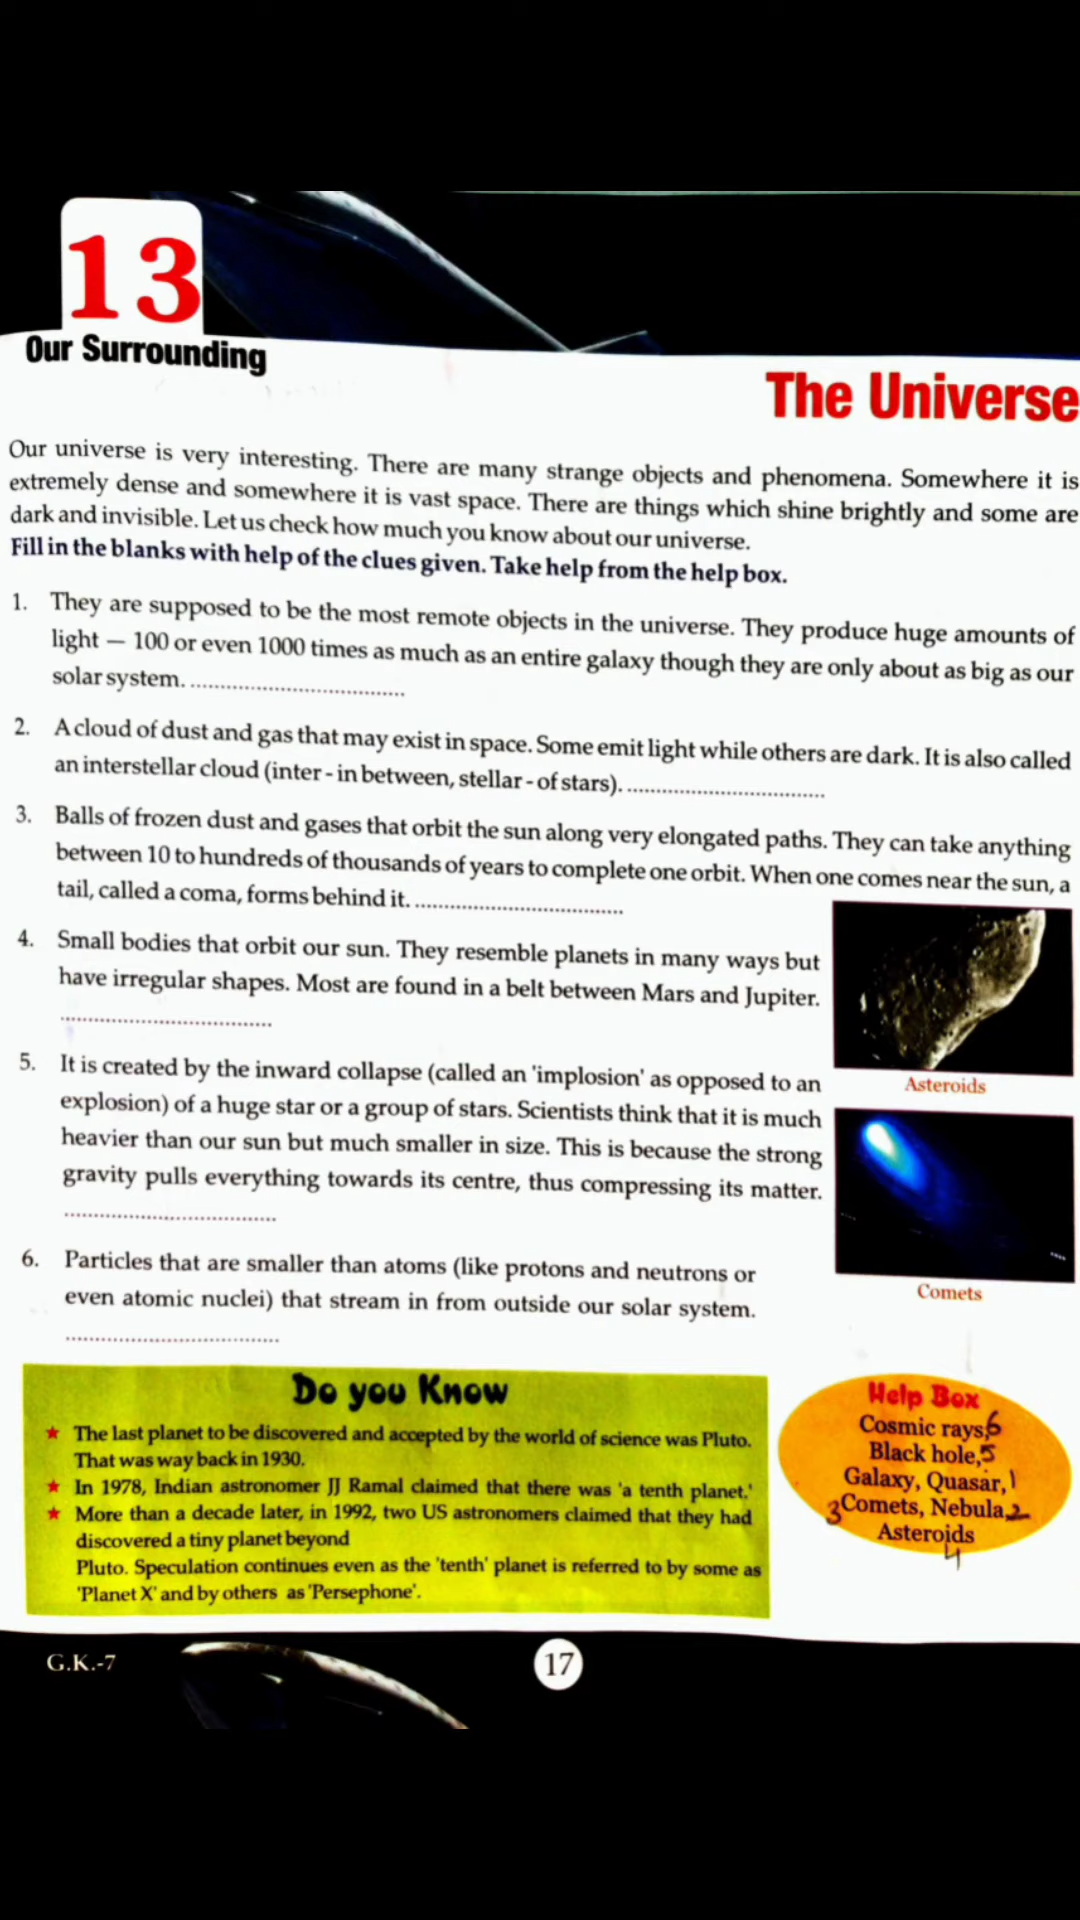 13
Our Surrounding
The Universe
Our universe is very interesting. There are many strange objects and phenomena. Somewhere it is
extremely dense and somewhere it is vast space. There are things which shine brightly and some are
dark and invisible. Let us check how much you know about our universe.
Fill in the blanks with help of the clues given. Take help from the help box.
1. They are supposed to be the most remote objects in the universe. They produce huge amounts of
light — 100 or even 1000 times as much as an entire galaxy though they are only about as big as our
solar system. ..................................
2. A cloud of dust and gas that may exist in space. Some emit light while others are dark. It is also called
an interstellar cloud (inter - in between, stellar - of stars). ..................................
3. Balls of frozen dust and gases that orbit the sun along very elongated paths. They can take anything
between 10 to hundreds of thousands of years to complete one orbit. When one comes near the sun, a
tail, called a coma, forms behind it. ..................................
4. Small bodies that orbit our sun. They resemble planets in many ways but
have irregular shapes. Most are found in a belt between Mars and Jupiter.
..................................
Asteroids
5. It is created by the inward collapse (called an 'implosion' as opposed to an
explosion) of a huge star or a group of stars. Scientists think that it is much
heavier than our sun but much smaller in size. This is because the strong
gravity pulls everything towards its centre, thus compressing its matter.
..................................
Comets
6. Particles that are smaller than atoms (like protons and neutrons or
even atomic nuclei) that stream in from outside our solar system.
..................................
Do you Know
★ The last planet to be discovered and accepted by the world of science was Pluto.
That was way back in 1930.
★ In 1978, Indian astronomer JJ Ramal claimed that there was 'a tenth planet.'
★ More than a decade later, in 1992, two US astronomers claimed that they had
discovered a tiny planet beyond
Pluto. Speculation continues even as the 'tenth' planet is referred to by some as
'Planet X' and by others as 'Persephone'.
Help Box
Cosmic rays, 6
Black hole, 5
Galaxy, Quasar, 1
3 Comets, Nebula 2
Asteroids
4
G.K.-7
17